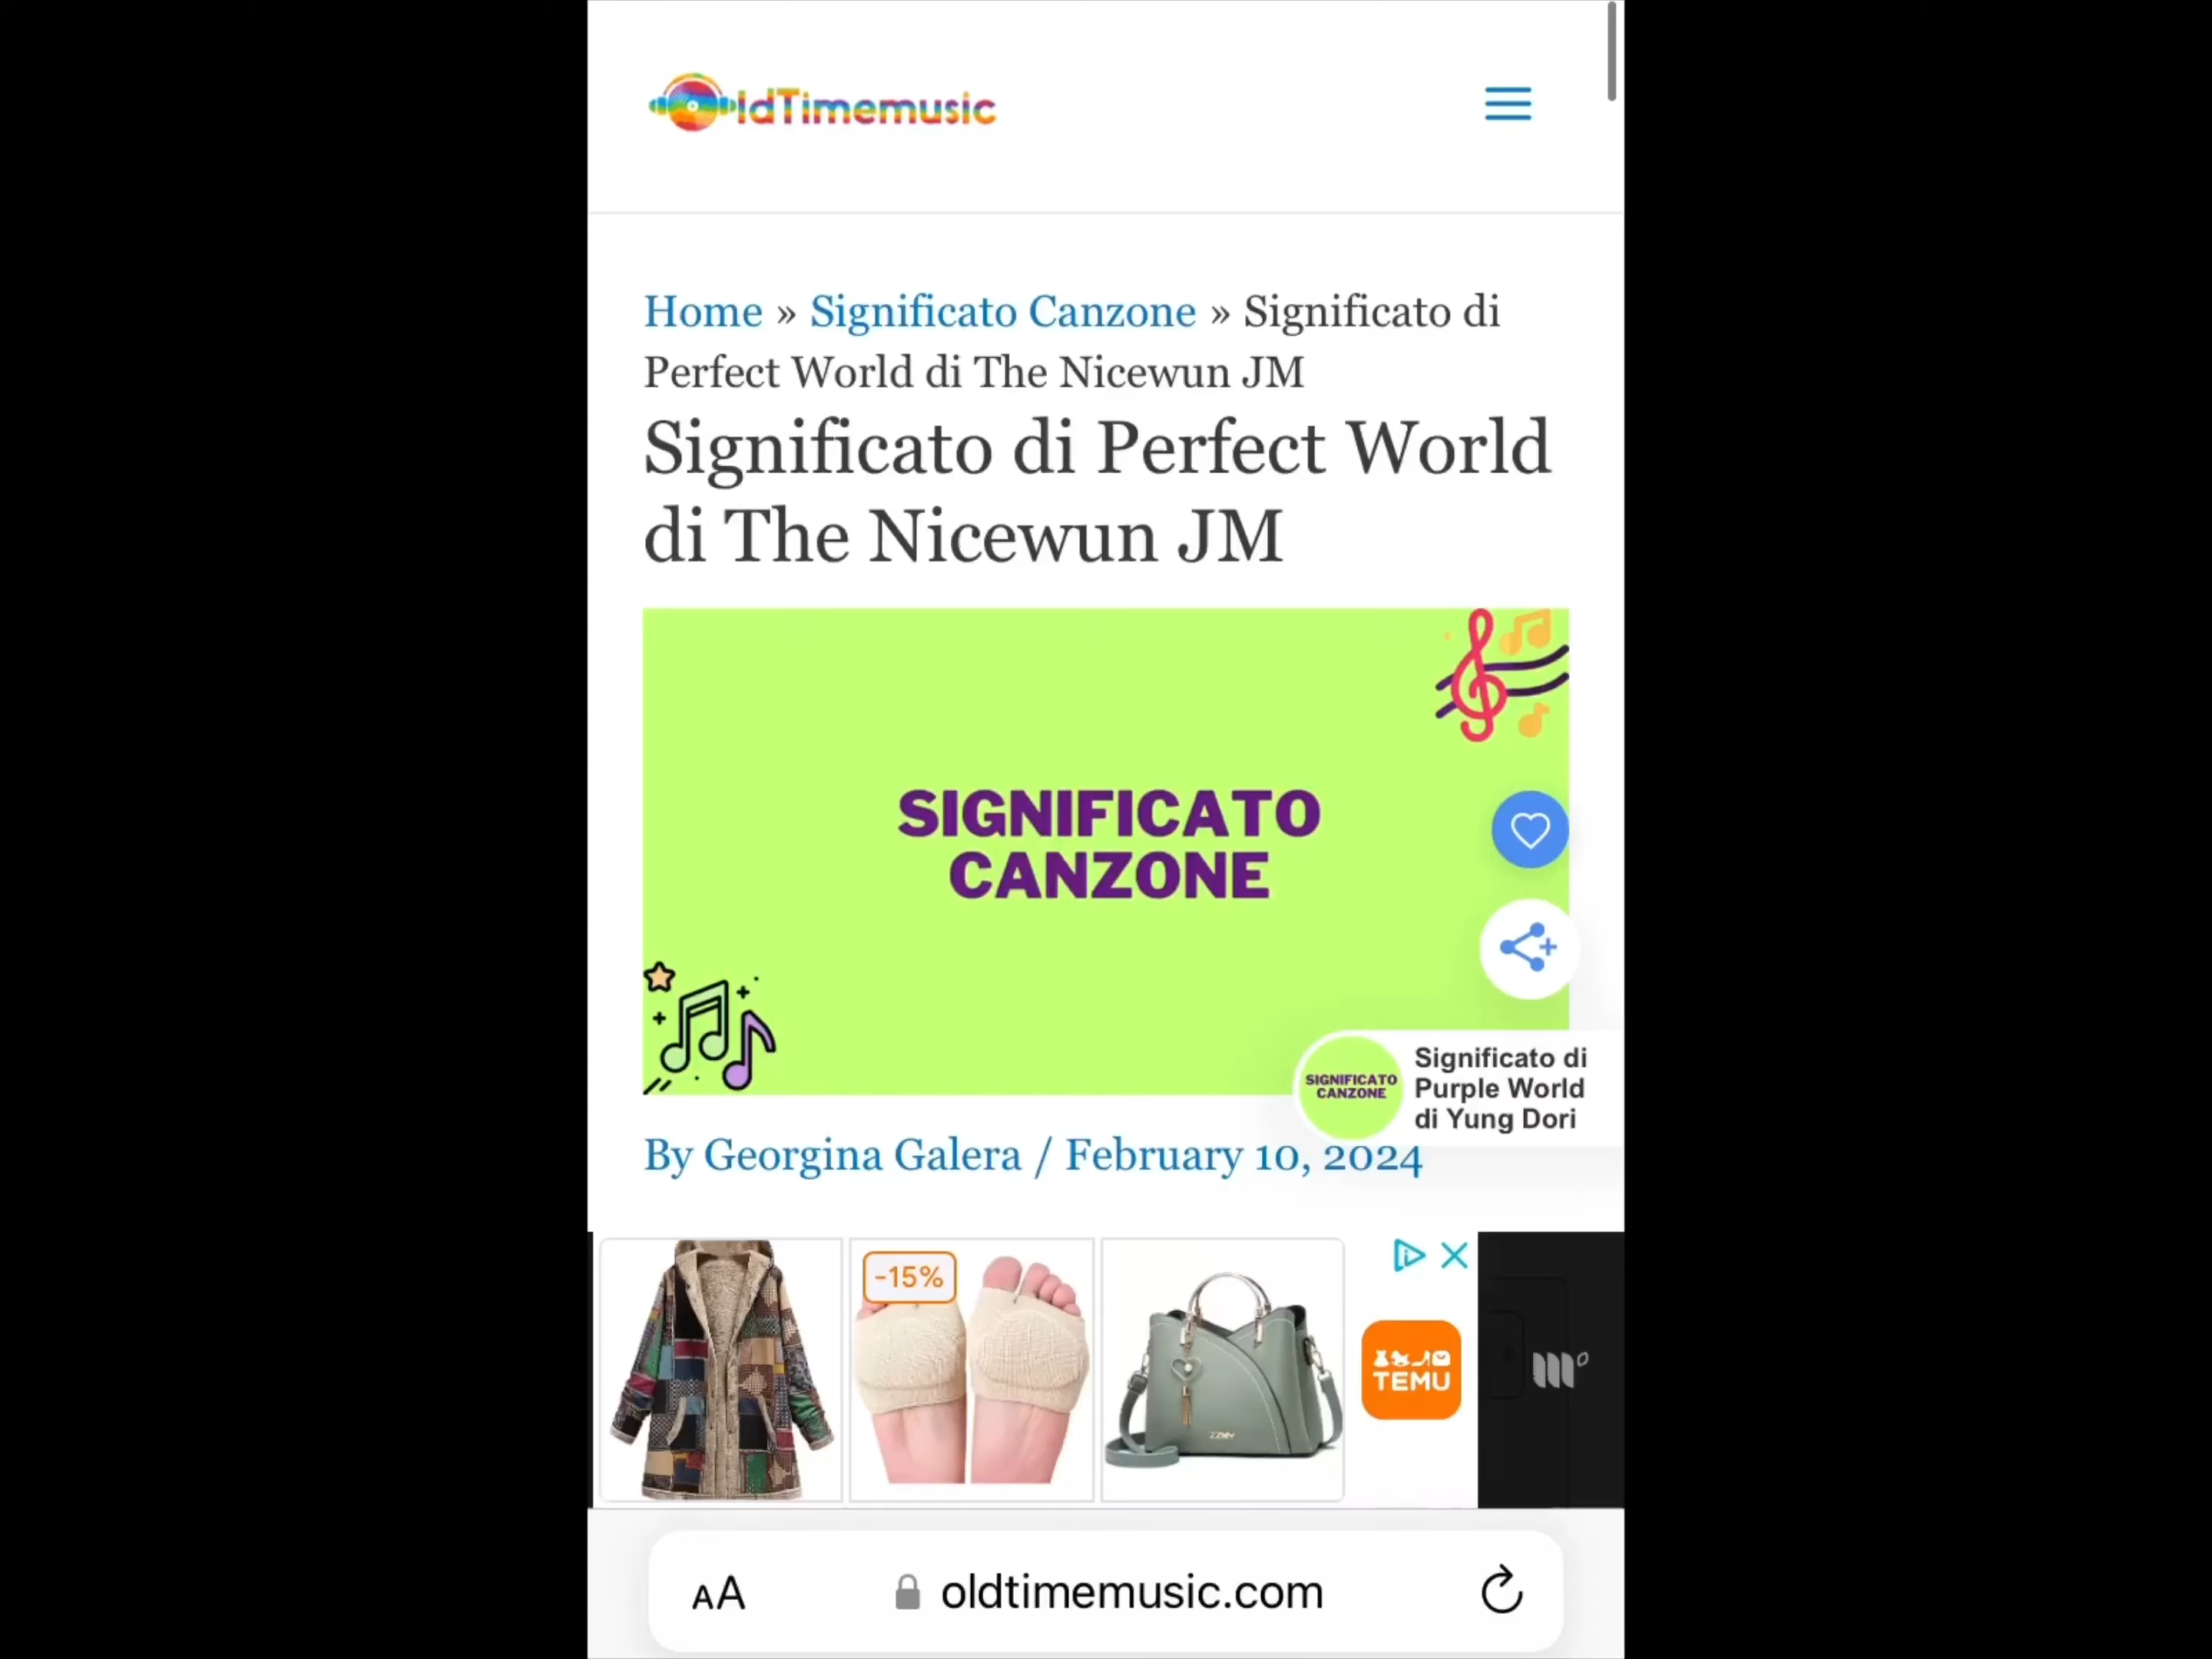 ldTimemusic
Home » Significato Canzone » Significato di
Perfect World di The Nicewun JM
Significato di Perfect World
di The Nicewun JM
SIGNIFICATO
CANZONE
SIGNIFICATO
CANZONE
Significato di
Purple World
di Yung Dori
By Georgina Galera / February 10, 2024
-15%
ZZMY
TEMU
AA
oldtimemusic.com